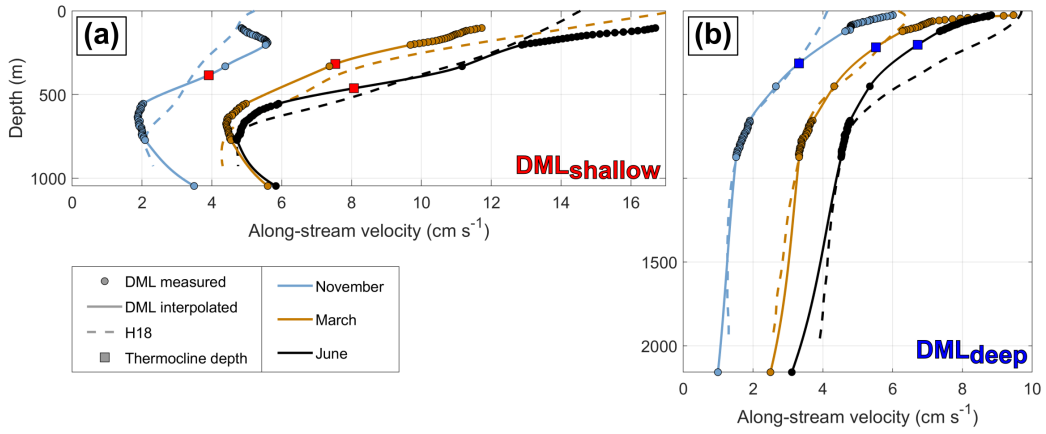 (a)
0
500
1000
Depth (m)
0 2 4 6 8 10 12 14 16
Along-stream velocity (cm s⁻¹)
DMLshallow
DML measured
DML interpolated
H18
Thermocline depth
November
March
June
(b)
1500
2000
0 2 4 6 8 10
Along-stream velocity (cm s⁻¹)
DMLdeep